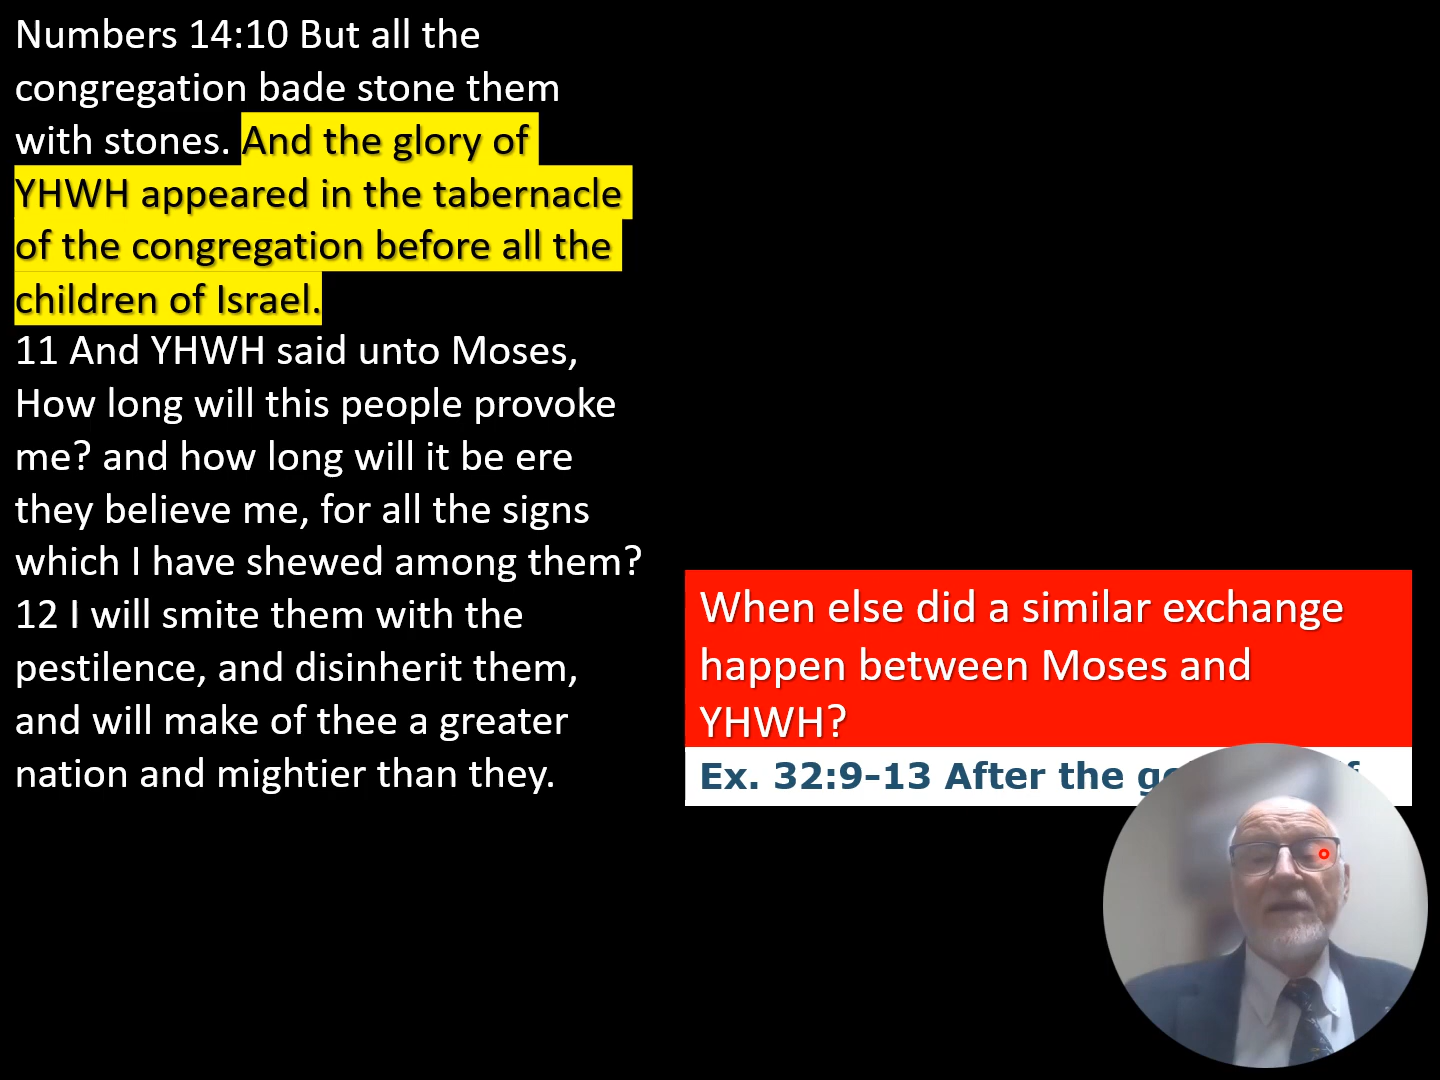 Numbers 14:10 But all the
congregation bade stone them
with stones. And the glory of
YHWH appeared in the tabernacle
of the congregation before all the
children of Israel.
11 And YHWH said unto Moses,
How long will this people provoke
me? and how long will it be ere
they believe me, for all the signs
which I have shewed among them?
12 I will smite them with the
pestilence, and disinherit them,
and will make of thee a greater
nation and mightier than they.
When else did a similar exchange
happen between Moses and
YHWH?
Ex. 32:9-13 After the